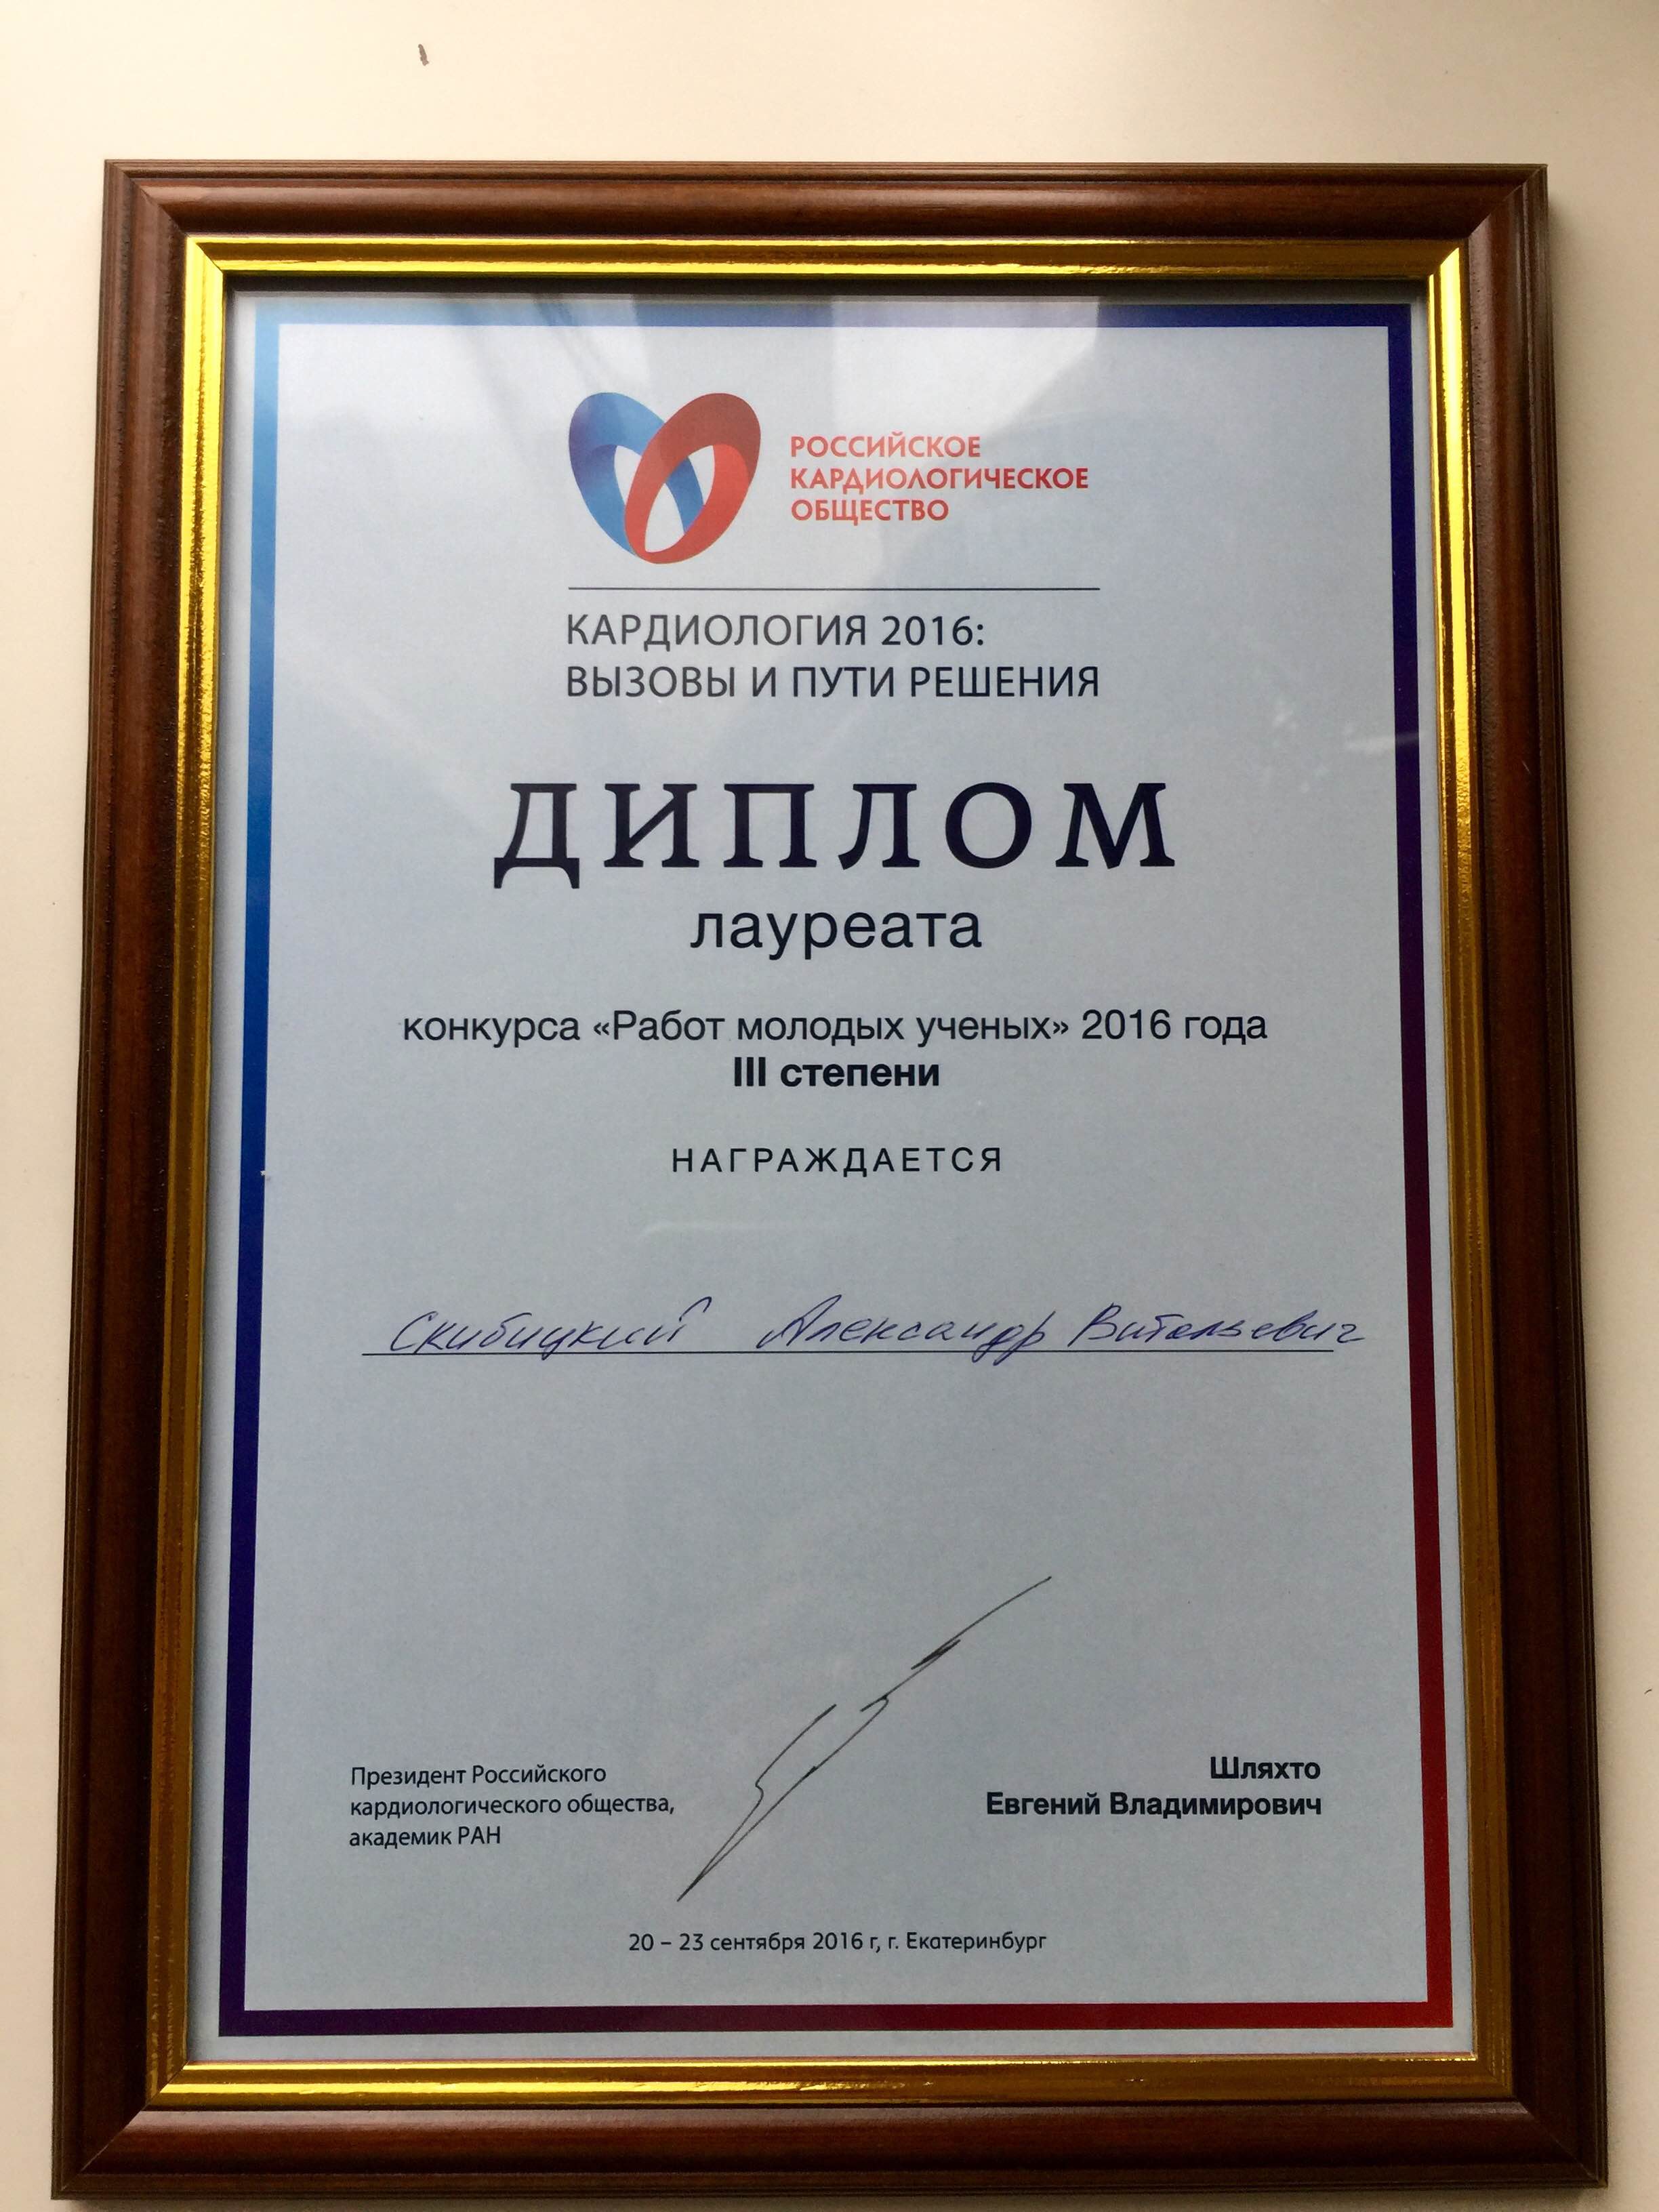 РОССИЙСКОЕ
КАРДИОЛОГИЧЕСКОЕ
ОБЩЕСТВО
КАРДИОЛОГИЯ 2016:
ВЫЗОВЫ И ПУТИ РЕШЕНИЯ
ДИПЛОМ
лауреата
конкурса «Работ молодых ученых» 2016 года
III степени
НАГРАЖДАЕТСЯ
Скибицкий Александр Витальевич
Президент Российского
кардиологического общества,
академик РАН
Шляхто
Евгений Владимирович
20 – 23 сентября 2016 г, г. Екатеринбург